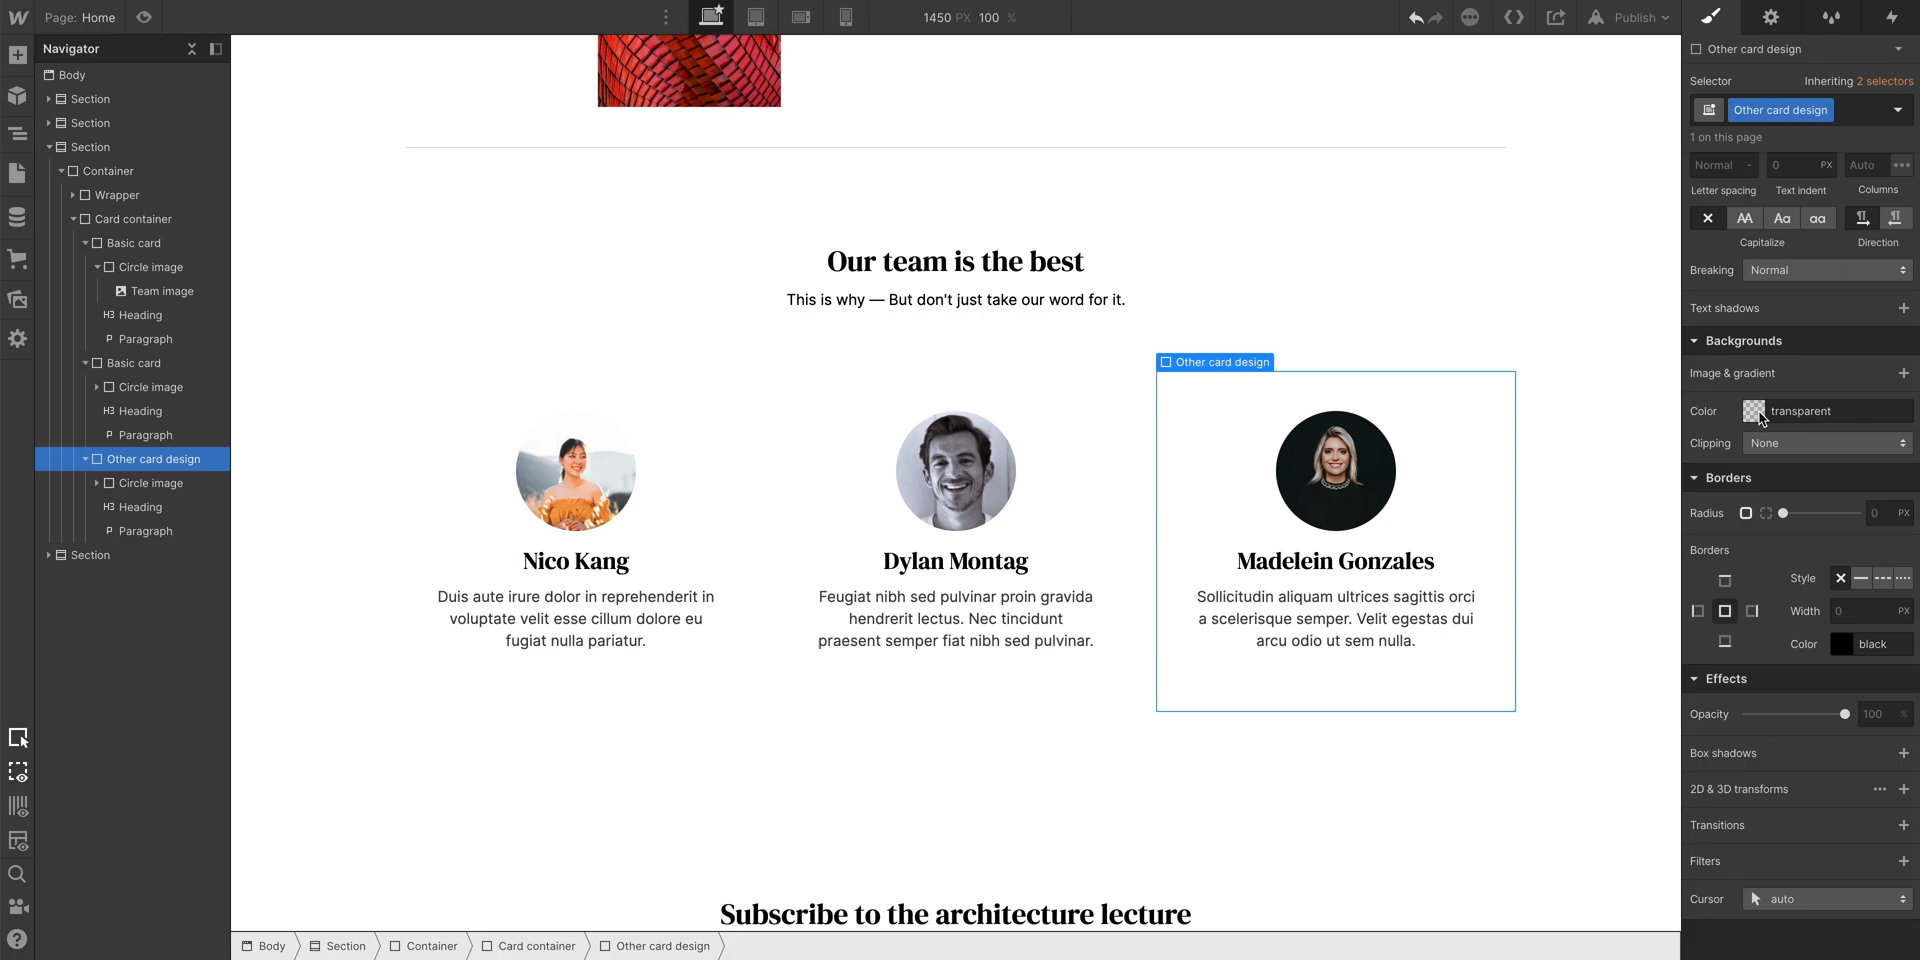 Page: Home
1450 PX 100 %
Publish
Navigator
Body
Section
Section
Section
Container
Wrapper
Card container
Basic card
Circle image
Team image
H3 Heading
P Paragraph
Basic card
Circle image
H3 Heading
P Paragraph
Other card design
Circle image
H3 Heading
P Paragraph
Section
Our team is the best
This is why — But don't just take our word for it.
Other card design
Nico Kang
Duis aute irure dolor in reprehenderit in
voluptate velit esse cillum dolore eu
fugiat nulla pariatur.
Dylan Montag
Feugiat nibh sed pulvinar proin gravida
hendrerit lectus. Nec tincidunt
praesent semper fiat nibh sed pulvinar.
Madelein Gonzales
Sollicitudin aliquam ultrices sagittis orci
a scelerisque semper. Velit egestas dui
arcu odio ut sem nulla.
Subscribe to the architecture lecture
Body
Section
Container
Card container
Other card design
Other card design
Selector
Inheriting 2 selectors
Other card design
1 on this page
Normal -
0 PX
Auto
Letter spacing
Text indent
Columns
AA
Aa
aa
Capitalize
Direction
Breaking
Normal
Text shadows
Backgrounds
Image & gradient
Color
transparent
Clipping
None
Borders
Radius
0 PX
Borders
Style
Width
0 PX
Color
black
Effects
Opacity
100 %
Box shadows
2D & 3D transforms
Transitions
Filters
Cursor
auto